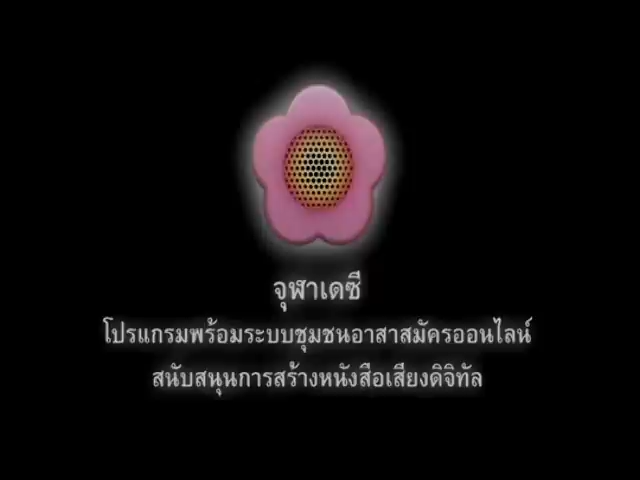 จุฬาเดซี
โปรแกรมพร้อมระบบชุมชนอาสาสมัครออนไลน์
สนับสนุนการสร้างหนังสือเสียงดิจิทัล